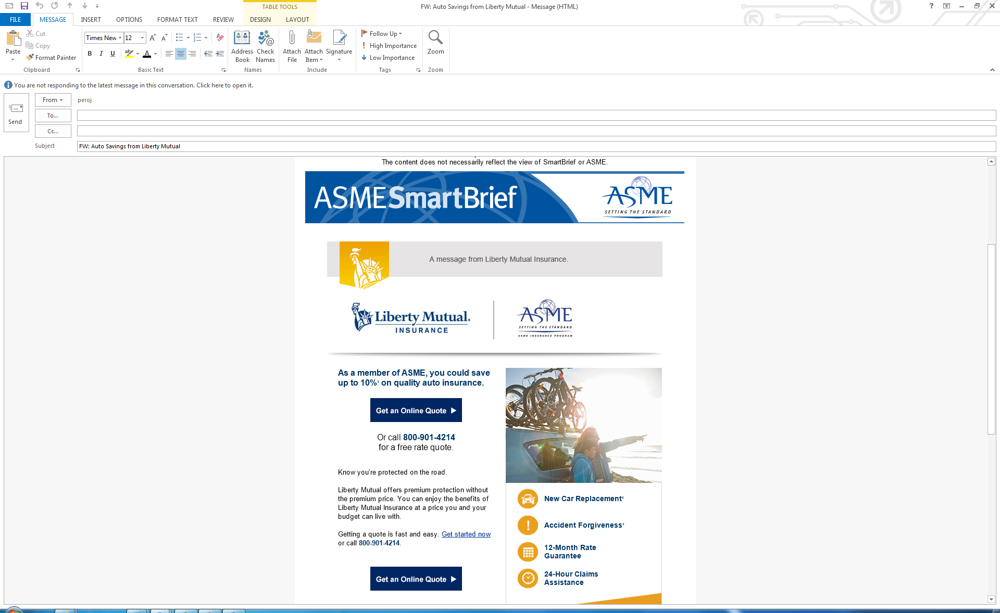 TABLE TOOLS
FW: Auto Savings from Liberty Mutual - Message (HTML)
FILE MESSAGE INSERT OPTIONS FORMAT TEXT REVIEW DESIGN LAYOUT
Paste
Cut
Copy
Format Painter
Clipboard
Times New 12
B I U
Basic Text
Address Book
Check Names
Names
Attach File
Attach Item
Signature
Include
Follow Up
High Importance
Low Importance
Tags
Zoom
Zoom
You are not responding to the latest message in this conversation. Click here to open it.
Send
From peroj
To...
Cc...
Subject FW: Auto Savings from Liberty Mutual
The content does not necessarily reflect the view of SmartBrief or ASME.
ASME SmartBrief
ASME
SETTING THE STANDARD
A message from Liberty Mutual Insurance.
Liberty Mutual.
INSURANCE
ASME
SETTING THE STANDARD
ASME INSURANCE PROGRAM
As a member of ASME, you could save
up to 10%¹ on quality auto insurance.
Get an Online Quote
Or call 800-901-4214
for a free rate quote.
Know you're protected on the road.
Liberty Mutual offers premium protection without
the premium price. You can enjoy the benefits of
Liberty Mutual Insurance at a price you and your
budget can live with.
Getting a quote is fast and easy. Get started now
or call 800-901-4214.
Get an Online Quote
New Car Replacement²
Accident Forgiveness³
12-Month Rate
Guarantee
24-Hour Claims
Assistance